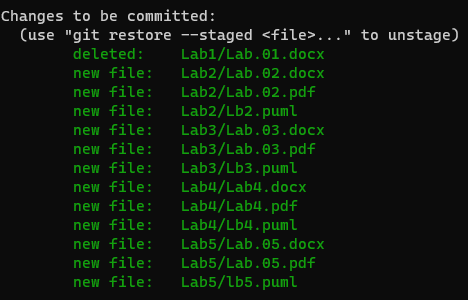 Changes to be committed:
  (use "git restore --staged <file>..." to unstage)
        deleted:    Lab1/Lab.01.docx
        new file:   Lab2/Lab.02.docx
        new file:   Lab2/Lab.02.pdf
        new file:   Lab2/Lb2.puml
        new file:   Lab3/Lab.03.docx
        new file:   Lab3/Lab.03.pdf
        new file:   Lab3/Lb3.puml
        new file:   Lab4/Lab4.docx
        new file:   Lab4/Lab4.pdf
        new file:   Lab4/Lb4.puml
        new file:   Lab5/Lab.05.docx
        new file:   Lab5/Lab.05.pdf
        new file:   Lab5/lb5.puml